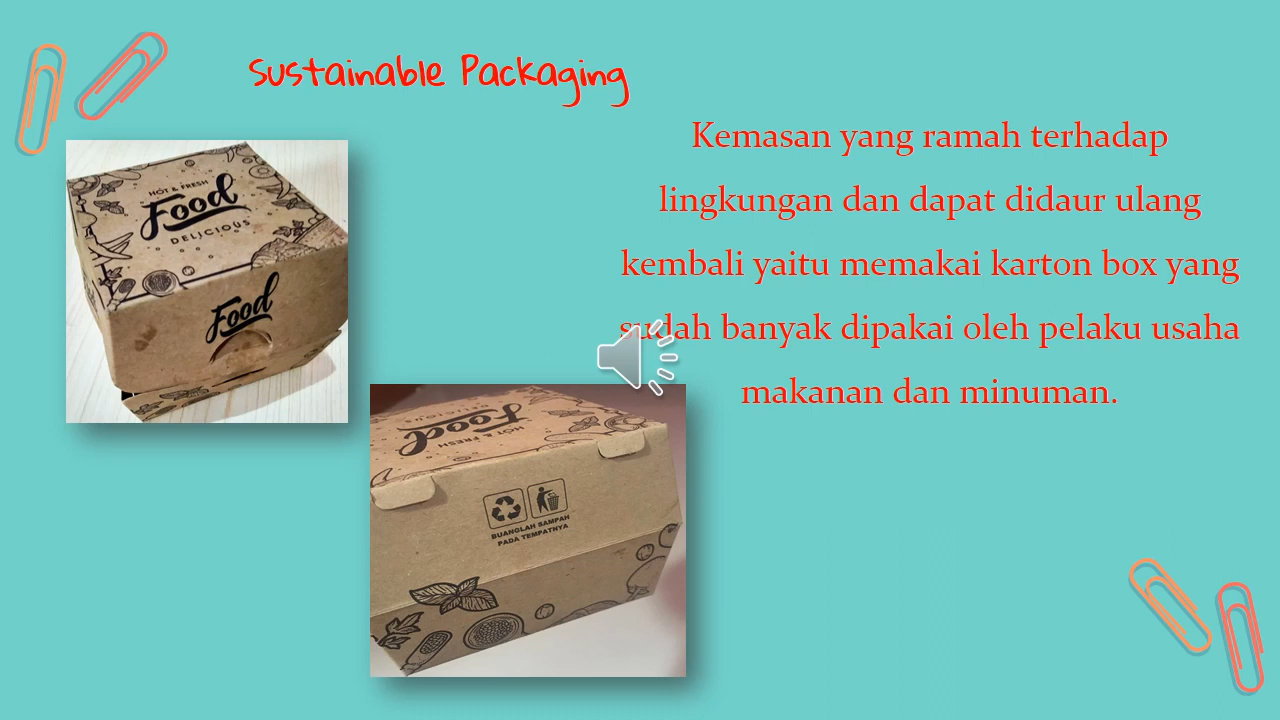 Sustainable Packaging
Kemasan yang ramah terhadap
lingkungan dan dapat didaur ulang
kembali yaitu memakai karton box yang
sudah banyak dipakai oleh pelaku usaha
makanan dan minuman.
HOT & FRESH
Food
DELICIOUS
Food
DELICIOUS
Food
HOT & FRESH
BUANGLAH SAMPAH
PADA TEMPATNYA